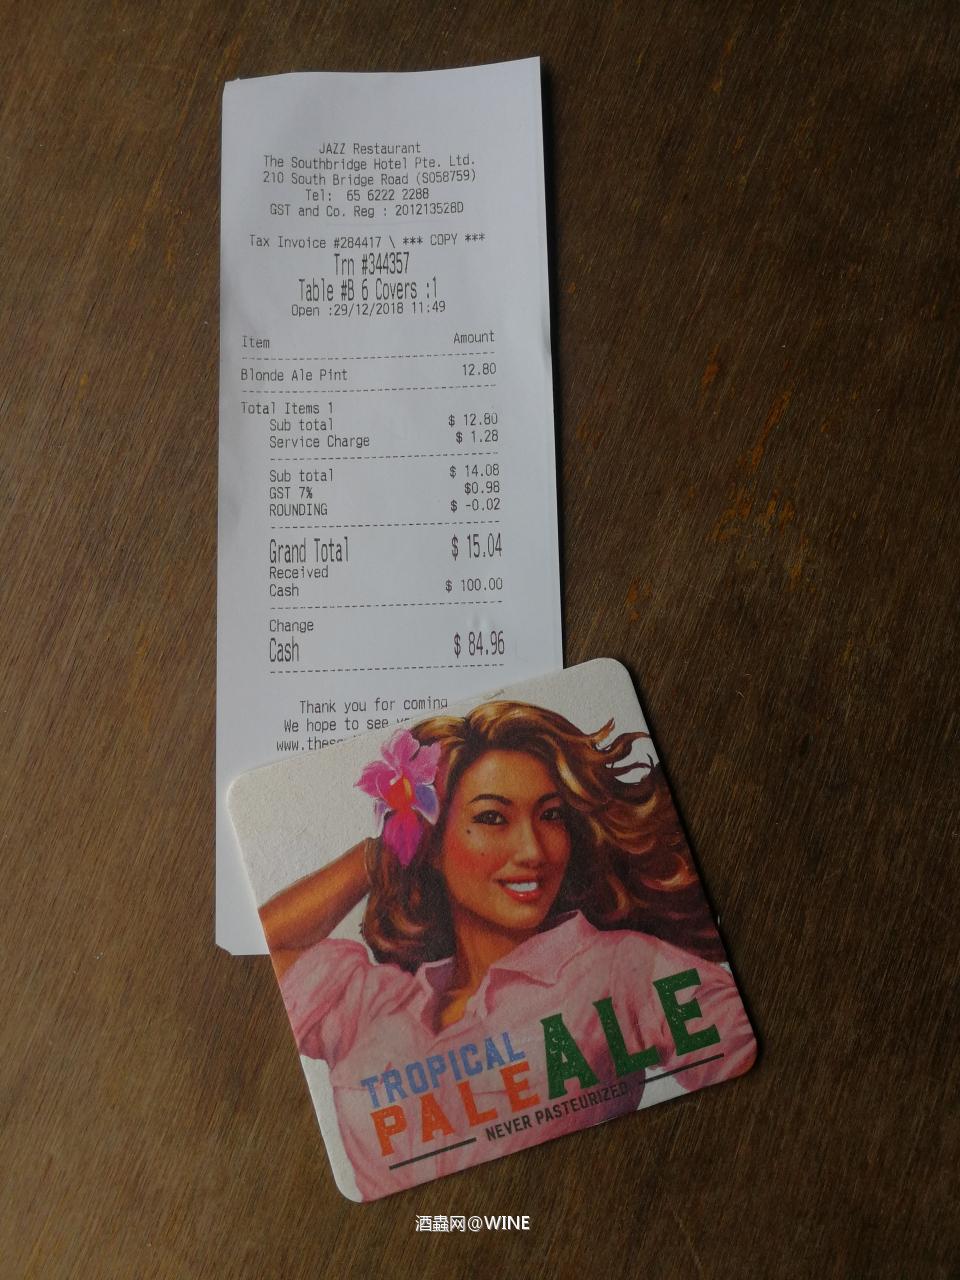 JAZZ Restaurant
The Southbridge Hotel Pte. Ltd.
210 South Bridge Road (S058759)
Tel: 65 6222 2288
GST and Co. Reg : 201213528D
Tax Invoice #284417 \ *** COPY ***
Trn #344357
Table #B 6 Covers :1
Open :29/12/2018 11:49
Item Amount
Blonde Ale Pint 12.80
Total Items 1
Sub total $ 12.80
Service Charge $ 1.28
Sub total $ 14.08
GST 7% $0.98
ROUNDING $ -0.02
Grand Total $ 15.04
Received
Cash $ 100.00
Change
Cash $ 84.96
Thank you for coming
We hope to see
TROPICAL
PALE ALE
NEVER PASTEURIZED
酒蟲网@WINE